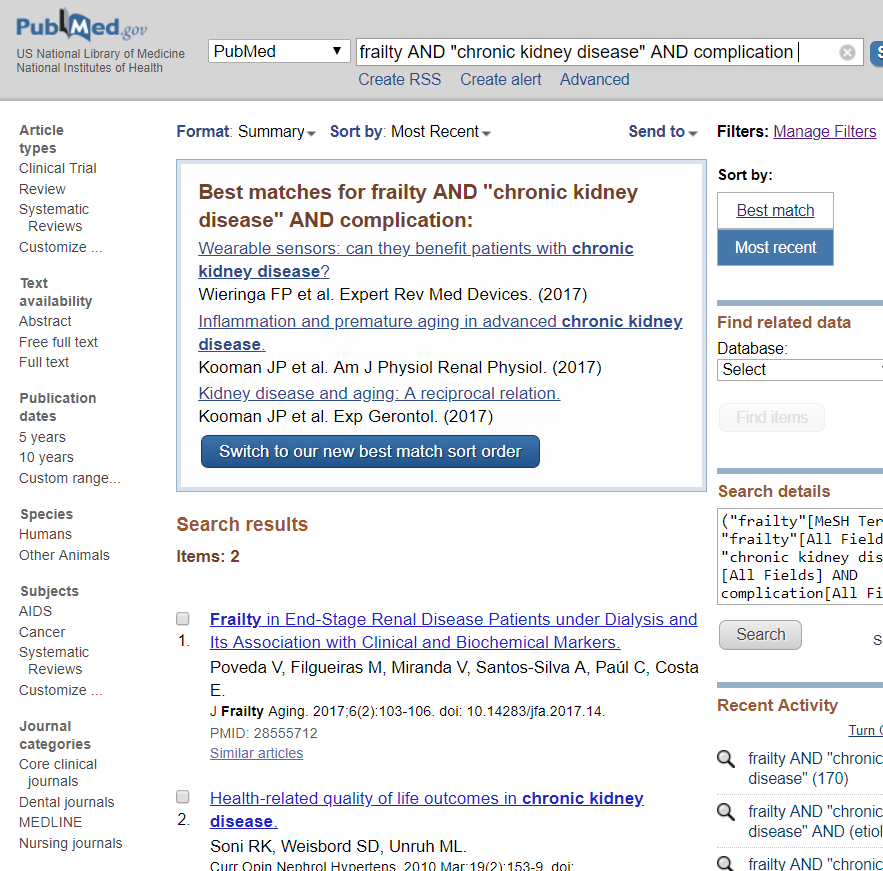 PubMed.gov
US National Library of Medicine
National Institutes of Health
PubMed
frailty AND "chronic kidney disease" AND complication
S
Create RSS Create alert Advanced
Article
types
Clinical Trial
Review
Systematic
Reviews
Customize ...
Text
availability
Abstract
Free full text
Full text
Publication
dates
5 years
10 years
Custom range...
Species
Humans
Other Animals
Subjects
AIDS
Cancer
Systematic
Reviews
Customize ...
Journal
categories
Core clinical
journals
Dental journals
MEDLINE
Nursing journals
Format: Summary Sort by: Most Recent Send to
Best matches for frailty AND "chronic kidney
disease" AND complication:
Wearable sensors: can they benefit patients with chronic
kidney disease?
Wieringa FP et al. Expert Rev Med Devices. (2017)
Inflammation and premature aging in advanced chronic kidney
disease.
Kooman JP et al. Am J Physiol Renal Physiol. (2017)
Kidney disease and aging: A reciprocal relation.
Kooman JP et al. Exp Gerontol. (2017)
Switch to our new best match sort order
Search results
Items: 2
1.
Frailty in End-Stage Renal Disease Patients under Dialysis and
Its Association with Clinical and Biochemical Markers.
Poveda V, Filgueiras M, Miranda V, Santos-Silva A, Paúl C, Costa
E.
J Frailty Aging. 2017;6(2):103-106. doi: 10.14283/jfa.2017.14.
PMID: 28555712
Similar articles
2.
Health-related quality of life outcomes in chronic kidney
disease.
Soni RK, Weisbord SD, Unruh ML.
Curr Opin Nephrol Hypertens. 2010 Mar;19(2):153-9. doi:
Filters: Manage Filters
Sort by:
Best match
Most recent
Find related data
Database:
Select
Find items
Search details
("frailty"[MeSH Ter
"frailty"[All Field
"chronic kidney dis
[All Fields] AND
complication[All Fi
Search
S
Recent Activity
Turn
frailty AND "chronic
disease" (170)
frailty AND "chronic
disease" AND (etiol
frailty AND "chronic